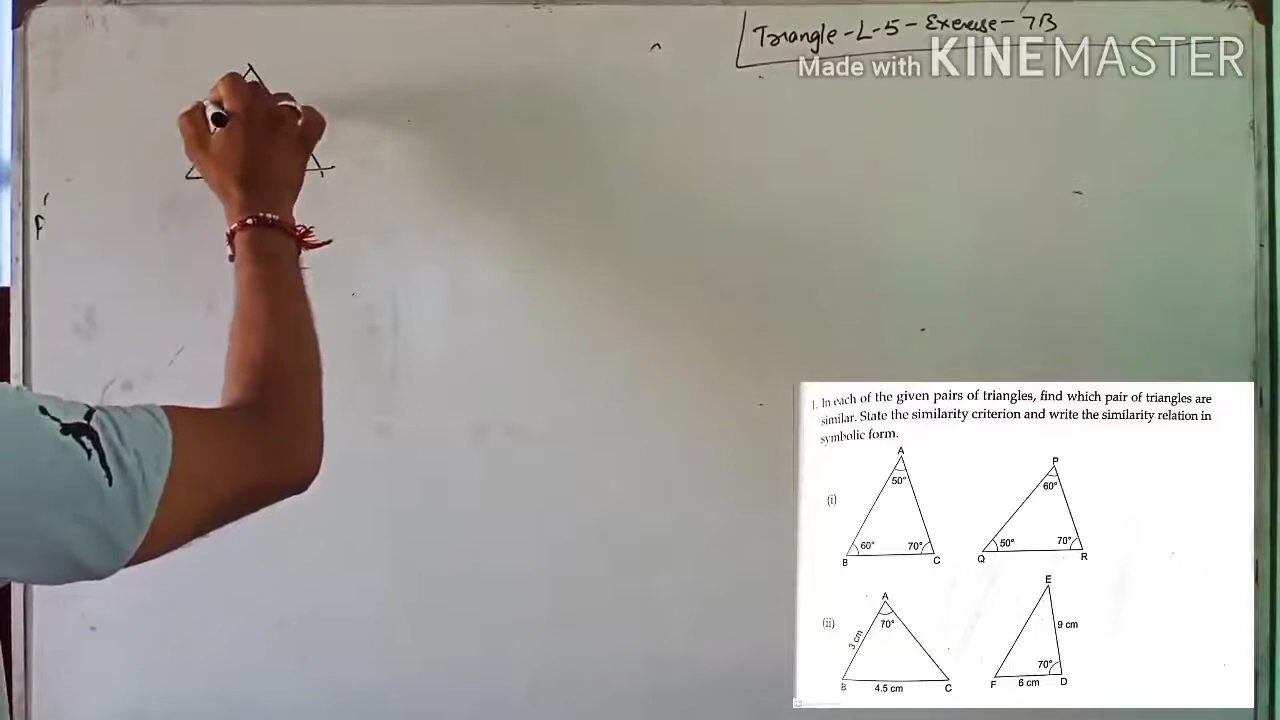 Triangle-L-5-Exercise-7B
Made with KINEMASTER
1. In each of the given pairs of triangles, find which pair of triangles are
similar. State the similarity criterion and write the similarity relation in
symbolic form.
(i)
A
50°
60°
70°
B
C
P
60°
50°
70°
Q
R
(ii)
A
70°
3 cm
B
4.5 cm
C
E
9 cm
70°
F
6 cm
D